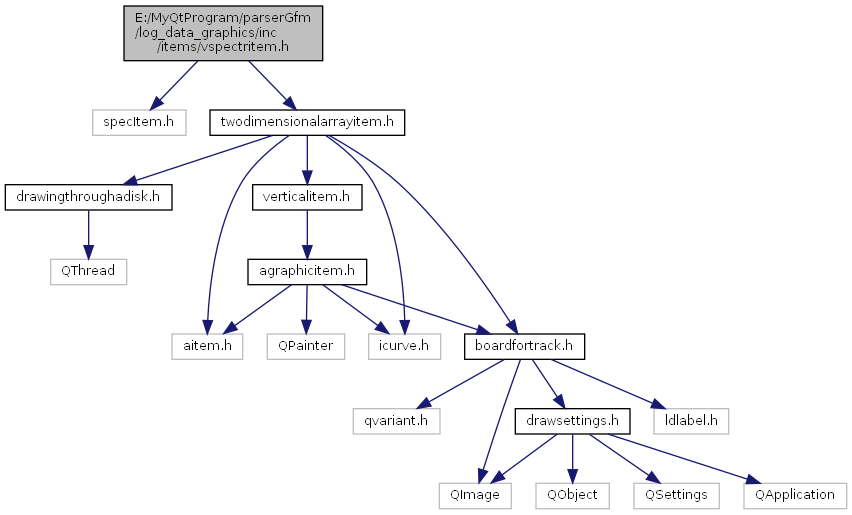 E:/MyQtProgram/parserGfm
/log_data_graphics/inc
/items/vspectritem.h
specItem.h
twodimensionalarrayitem.h
drawingthroughadisk.h
verticalitem.h
QThread
agraphicitem.h
aitem.h
QPainter
icurve.h
boardfortrack.h
qvariant.h
drawsettings.h
ldlabel.h
QImage
QObject
QSettings
QApplication